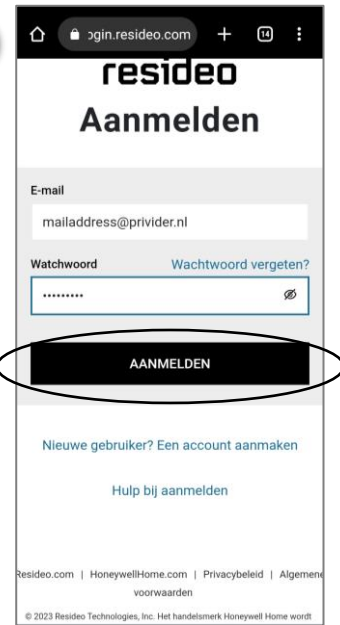 ogin.resideo.com + 14
resideo
Aanmelden
E-mail
mailaddress@privider.nl
Watchwoord Wachtwoord vergeten?
•••••••••
AANMELDEN
Nieuwe gebruiker? Een account aanmaken
Hulp bij aanmelden
Resideo.com | HoneywellHome.com | Privacybeleid | Algemene
voorwaarden
© 2023 Resideo Technologies, Inc. Het handelsmerk Honeywell Home wordt